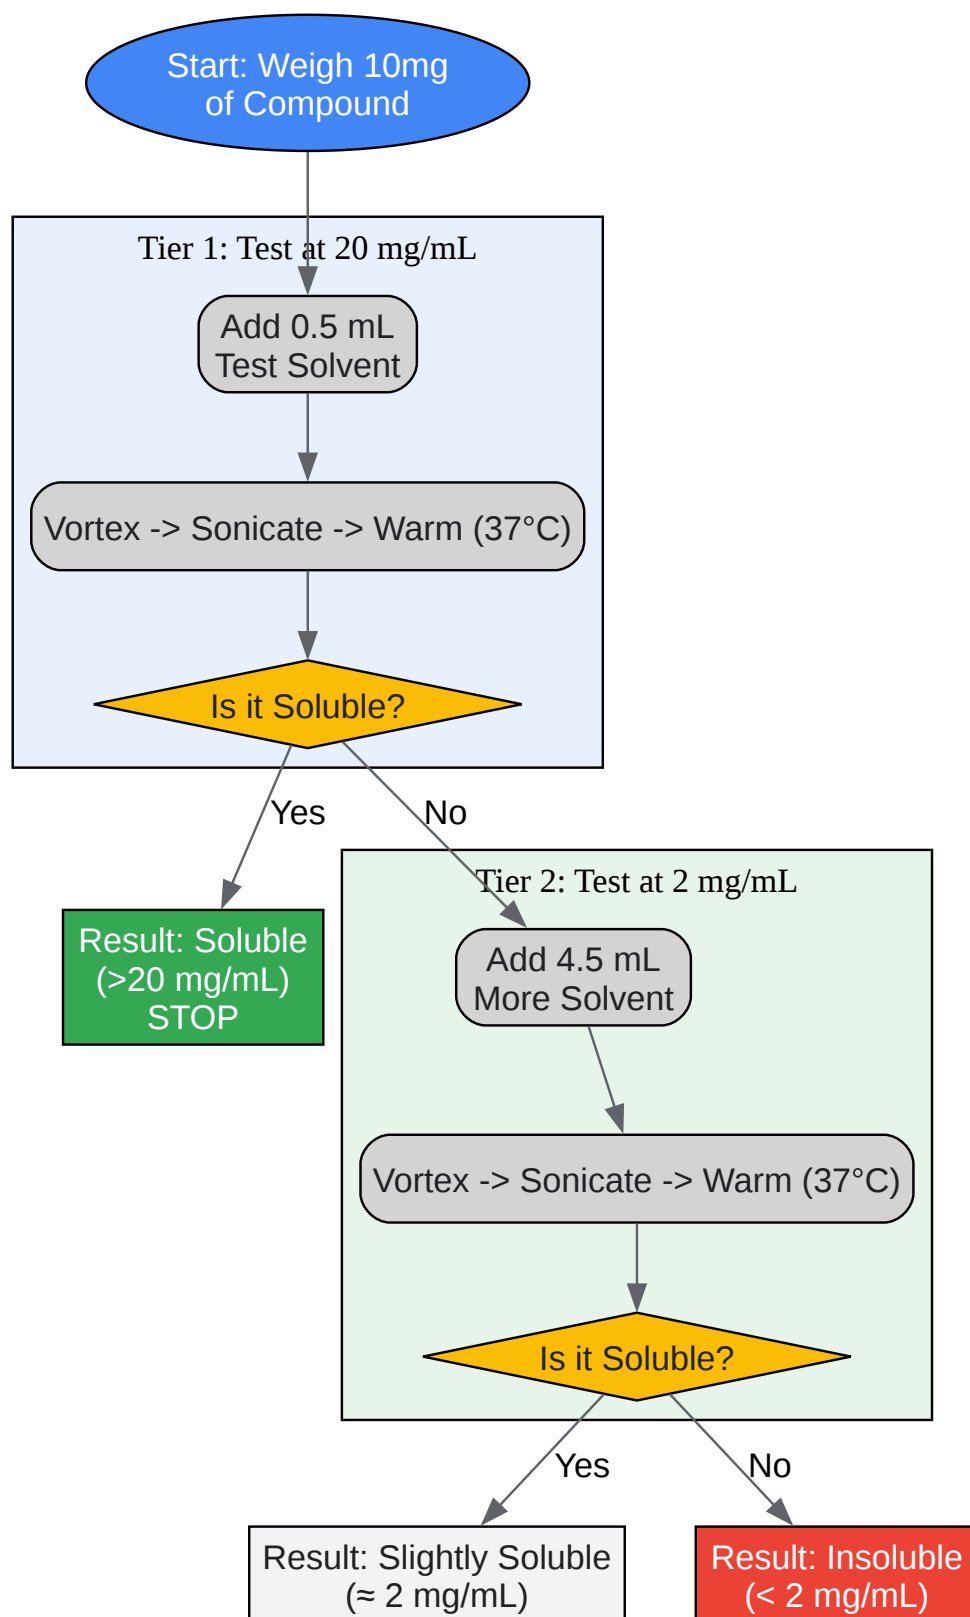 Start: Weigh 10mg
of Compound
Tier 1: Test at 20 mg/mL
Add 0.5 mL
Test Solvent
Vortex -> Sonicate -> Warm (37°C)
Is it Soluble?
Yes
No
Result: Soluble
(>20 mg/mL)
STOP
Tier 2: Test at 2 mg/mL
Add 4.5 mL
More Solvent
Vortex -> Sonicate -> Warm (37°C)
Is it Soluble?
Yes
No
Result: Slightly Soluble
(≈ 2 mg/mL)
Result: Insoluble
(< 2 mg/mL)